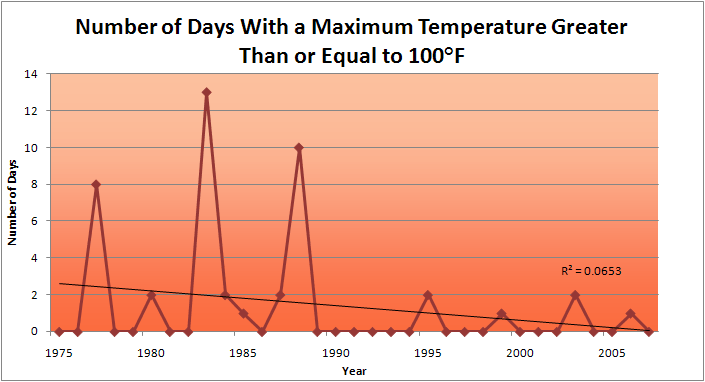 Number of Days With a Maximum Temperature Greater
Than or Equal to 100°F
14
12
10
8
6
4
2
0
Number of Days
R² = 0.0653
1975 1980 1985 1990 1995 2000 2005
Year